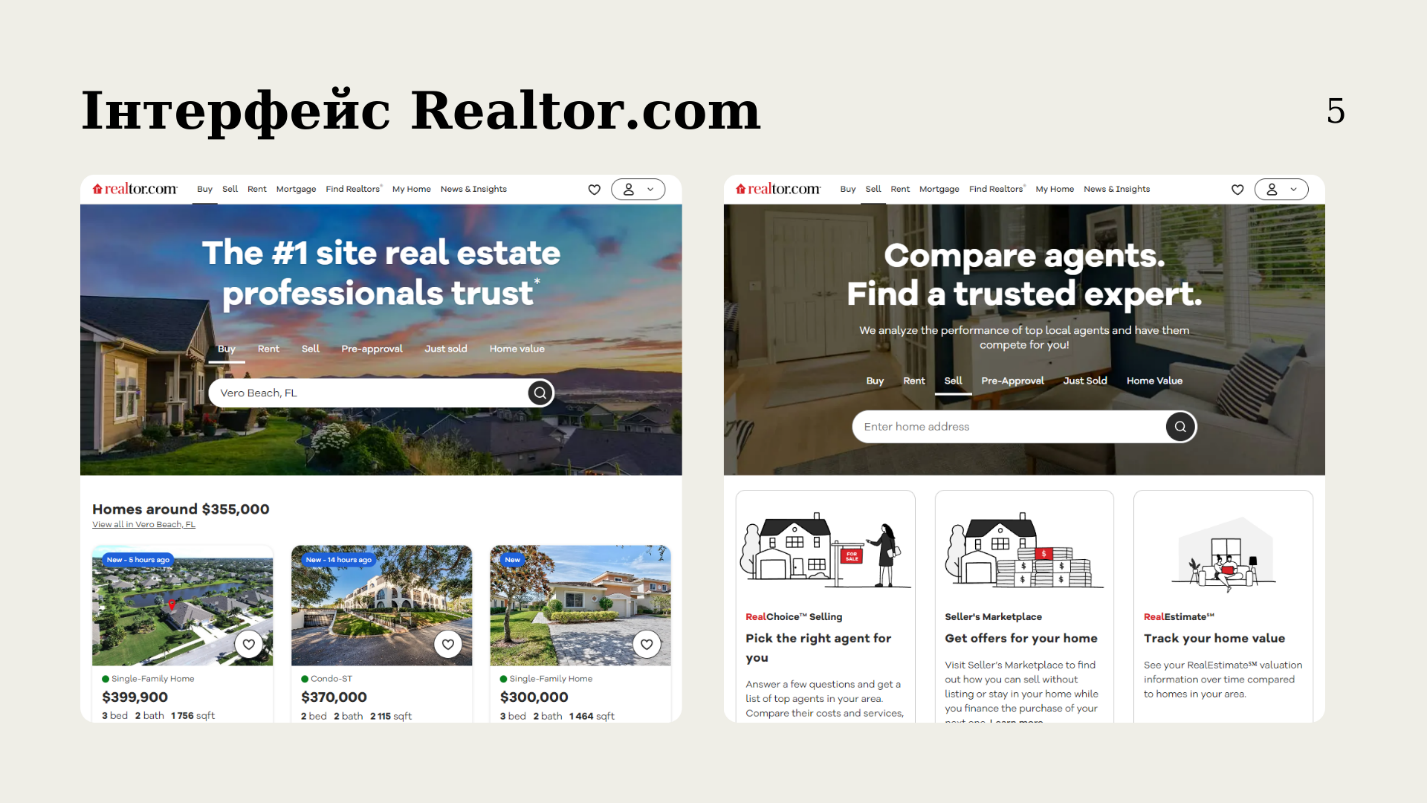 Інтерфейс Realtor.com
5
realtor.com
Buy Sell Rent Mortgage Find Realtors® My Home News & Insights
The #1 site real estate
professionals trust*
Buy Rent Sell Pre-approval Just sold Home value
Vero Beach, FL
Homes around $355,000
View all in Vero Beach, FL
New - 5 hours ago
New - 14 hours ago
New
Single-Family Home
Condo-ST
Single-Family Home
$399,900
$370,000
$300,000
3 bed 2 bath 1 756 sqft
2 bed 2 bath 2 115 sqft
3 bed 2 bath 1 464 sqft
realtor.com
Buy Sell Rent Mortgage Find Realtors® My Home News & Insights
Compare agents.
Find a trusted expert.
We analyze the performance of top local agents and have them
compete for you!
Buy Rent Sell Pre-Approval Just Sold Home Value
Enter home address
FOR
SALE
$
$ $
$ $
RealChoice™ Selling
Pick the right agent for
you
Answer a few questions and get a
list of top agents in your area.
Compare their costs and services,
Seller's Marketplace
Get offers for your home
Visit Seller's Marketplace to find
out how you can sell without
listing or stay in your home while
you finance the purchase of your
next one. Learn more
RealEstimate℠
Track your home value
See your RealEstimate℠ valuation
information over time compared
to homes in your area.